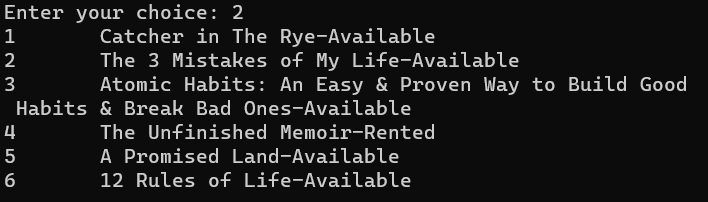 Enter your choice: 2
1 Catcher in The Rye-Available
2 The 3 Mistakes of My Life-Available
3 Atomic Habits: An Easy & Proven Way to Build Good
Habits & Break Bad Ones-Available
4 The Unfinished Memoir-Rented
5 A Promised Land-Available
6 12 Rules of Life-Available